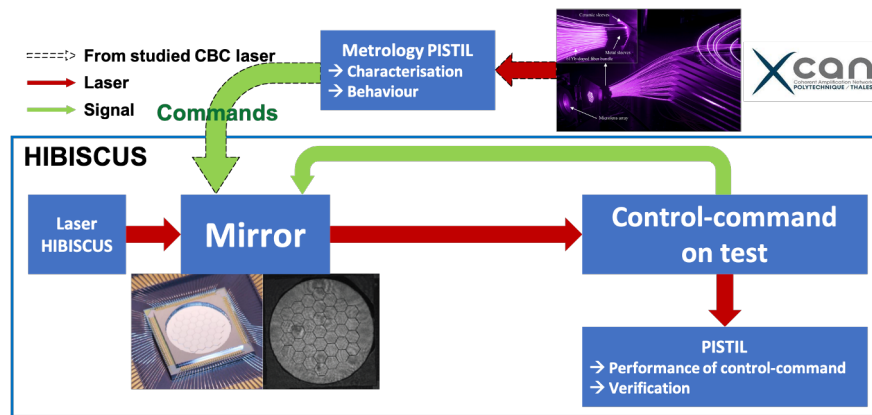 From studied CBC laser
Laser
Signal
Commands
Metrology PISTIL
→ Characterisation
→ Behaviour
Ceramic sleeves
Metal sleeves
Microlens array
Xcan
Coherent Amplification Network
POLYTECHNIQUE / THALES
HIBISCUS
Laser
HIBISCUS
Mirror
Control-command
on test
PISTIL
→ Performance of control-command
→ Verification